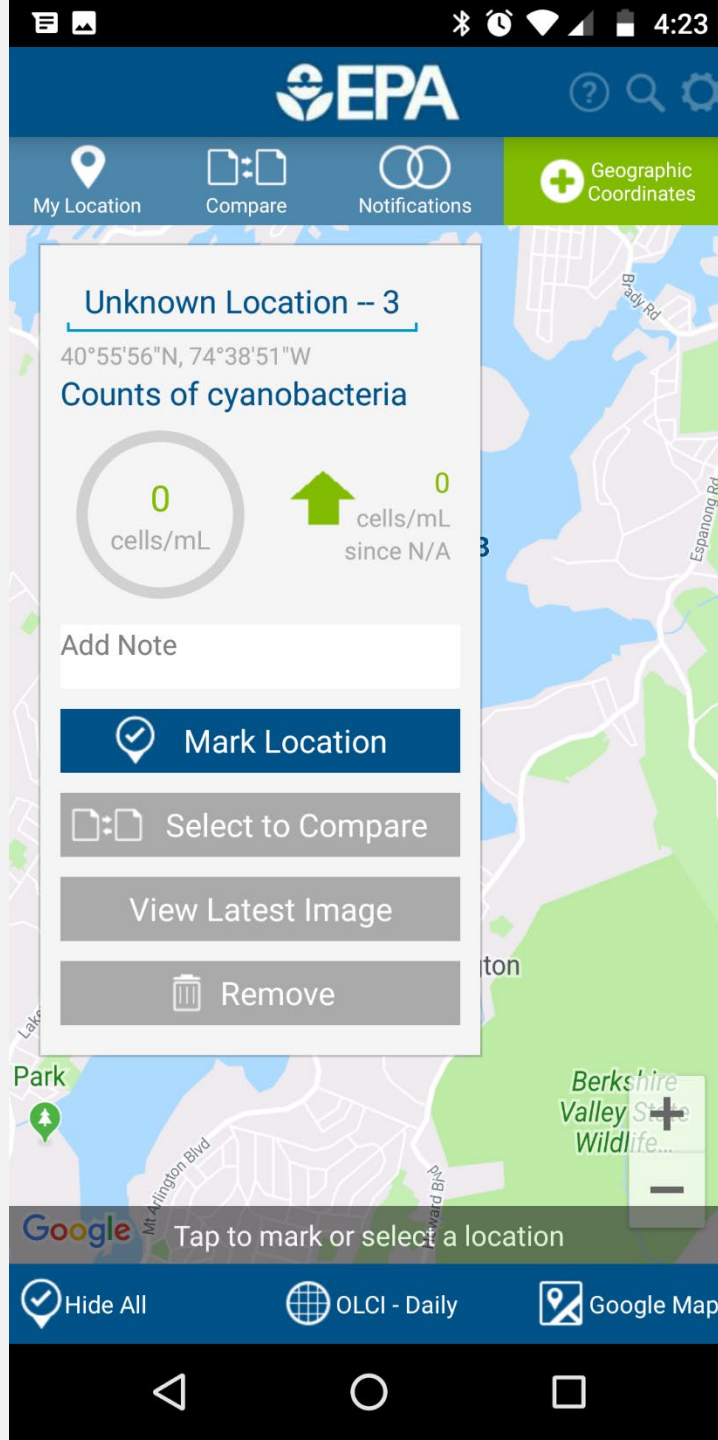 4:23
EPA
My Location
Compare
Notifications
Geographic
Coordinates
Brady Rd
Unknown Location -- 3
40°55'56"N, 74°38'51"W
Counts of cyanobacteria
0
cells/mL
0
cells/mL
since N/A
3
Espanong Rd
Add Note
Mark Location
Select to Compare
View Latest Image
gton
Remove
Lake
Park
Berkshire
Valley State
Wildlife...
+
−
Mt Arlington Blvd
Howard Blvd
Google
Tap to mark or select a location
Hide All
OLCI - Daily
Google Map